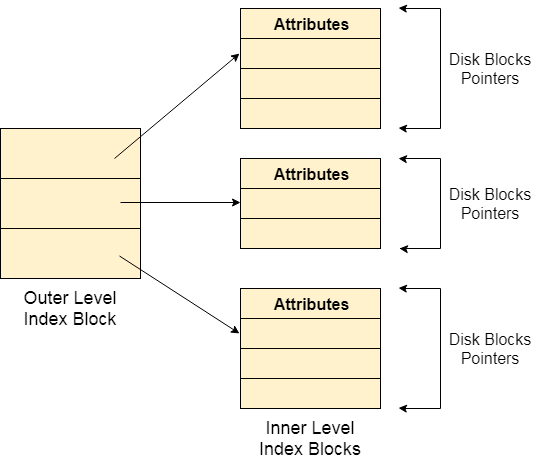 Attributes
Disk Blocks
Pointers
Attributes
Disk Blocks
Pointers
Outer Level
Index Block
Attributes
Disk Blocks
Pointers
Inner Level
Index Blocks